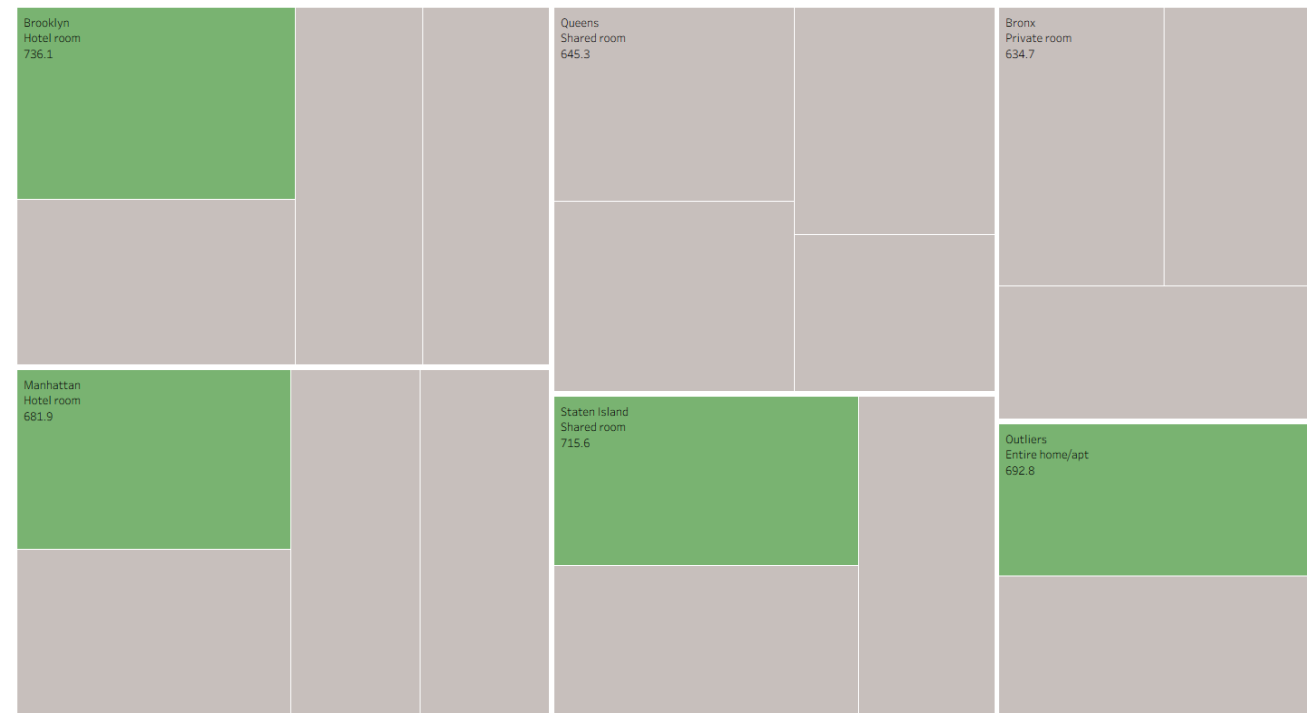 Brooklyn
Hotel room
736.1
Queens
Shared room
645.3
Bronx
Private room
634.7
Manhattan
Hotel room
681.9
Staten Island
Shared room
715.6
Outliers
Entire home/apt
692.8